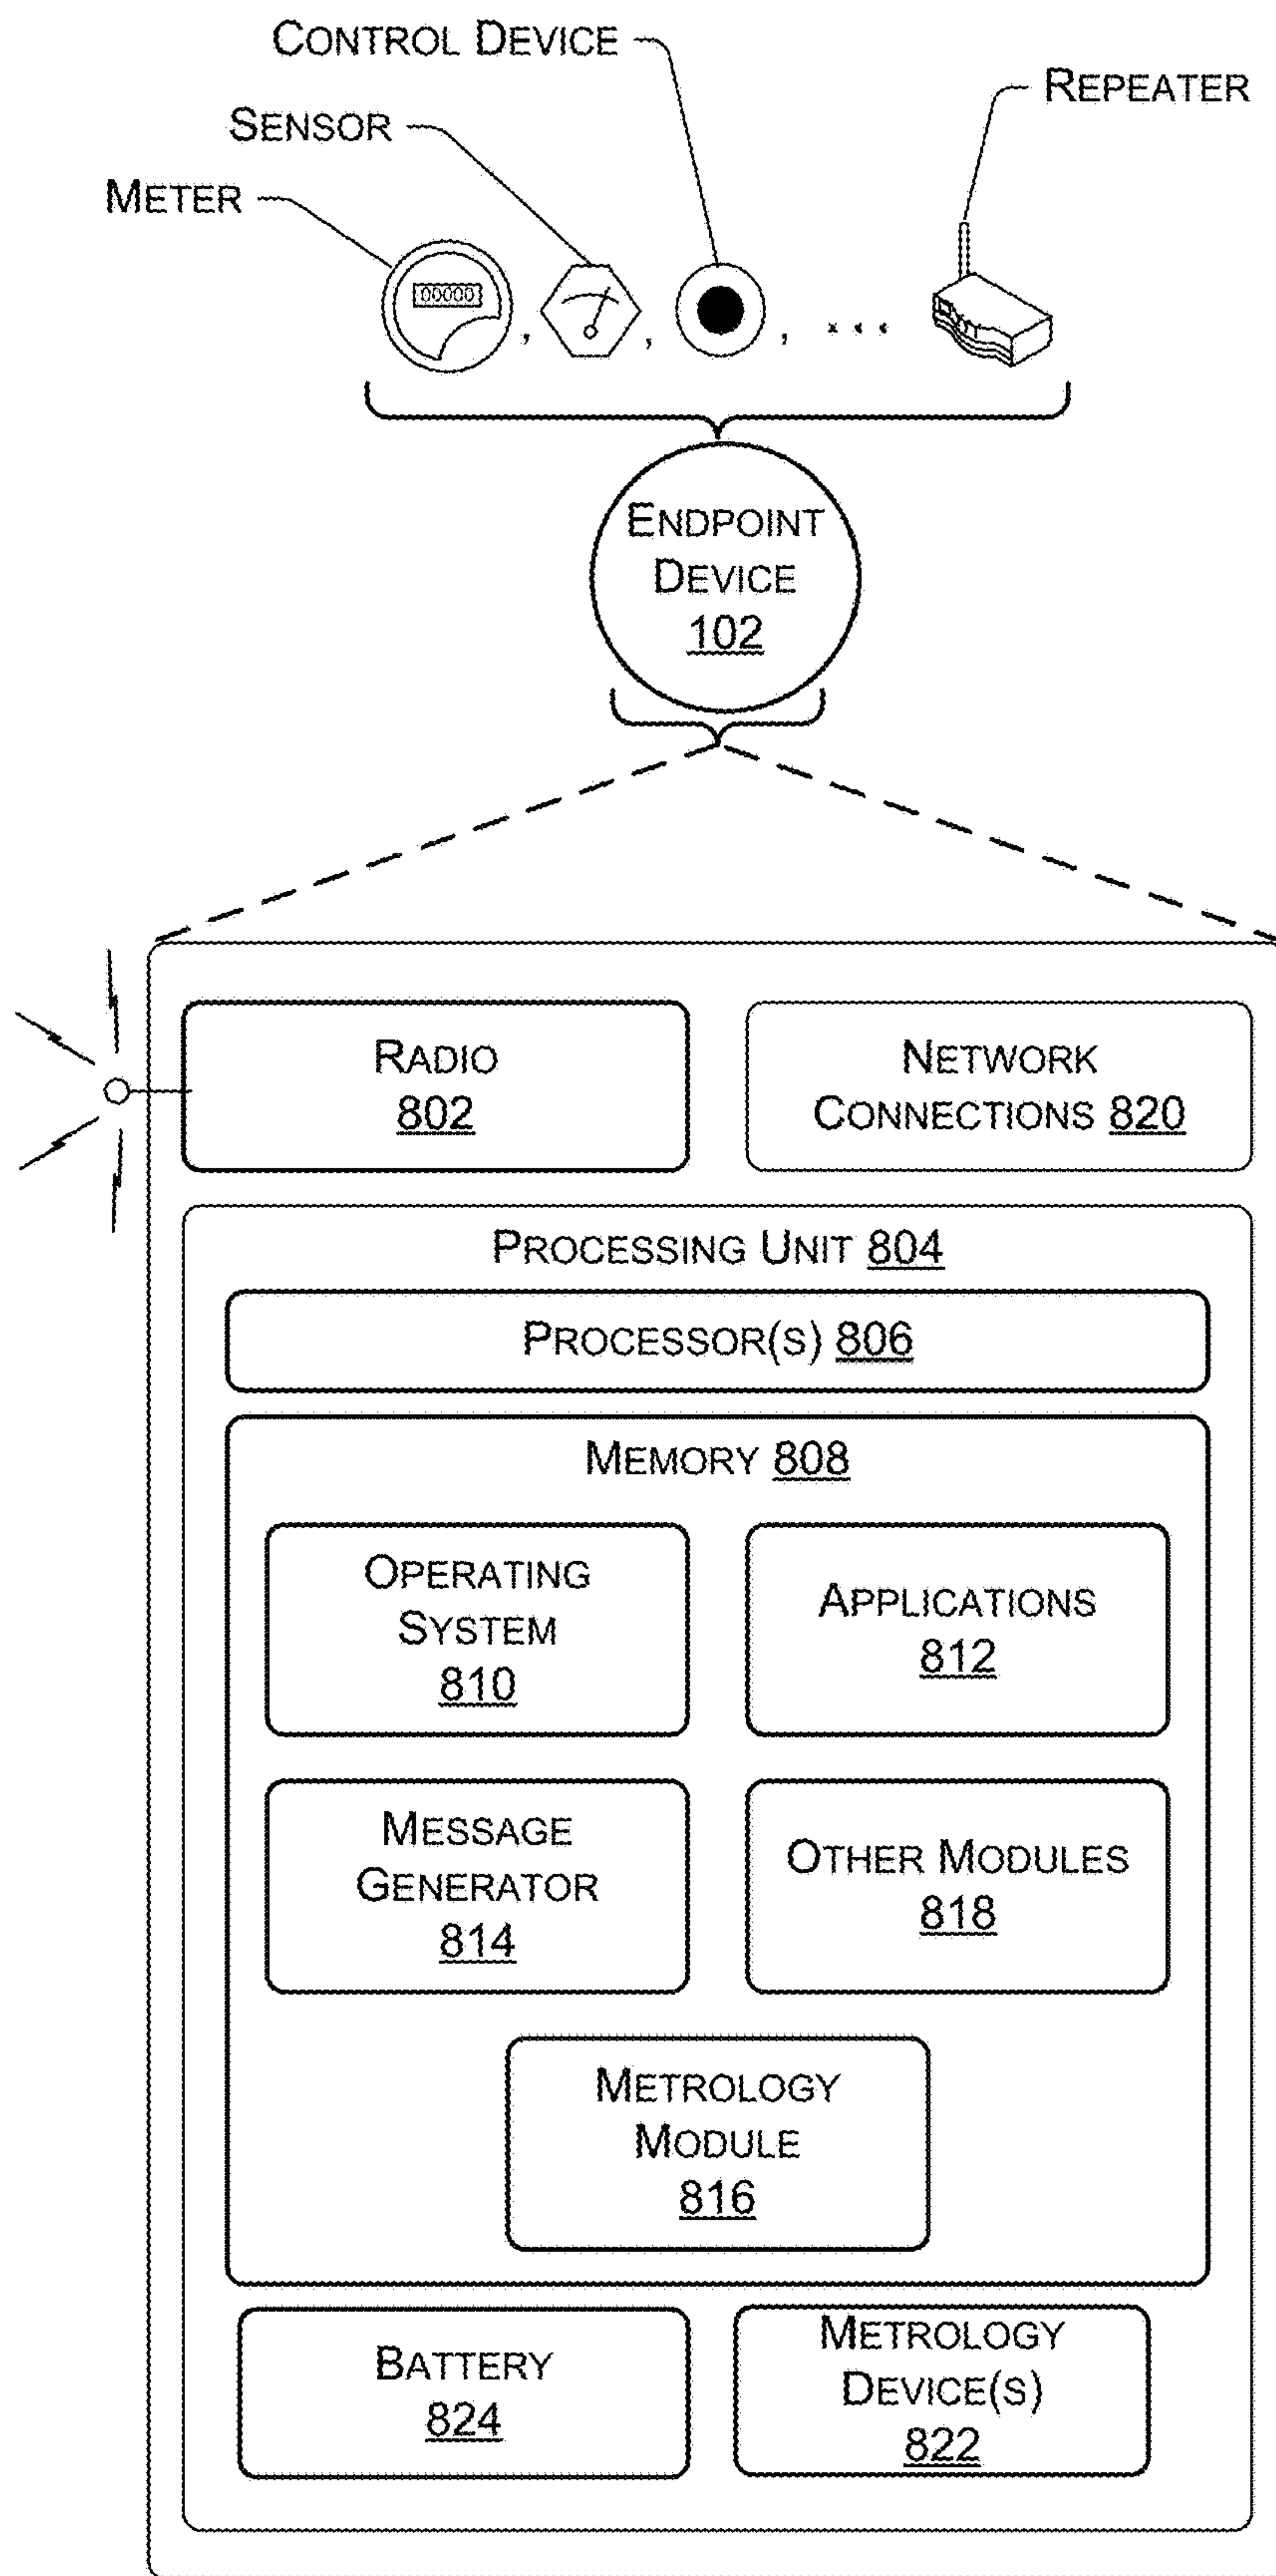 CONTROL DEVICE
REPEATER
SENSOR
METER
00000
, , , ...
ENDPOINT
DEVICE
102
RADIO
802
NETWORK
CONNECTIONS 820
PROCESSING UNIT 804
PROCESSOR(S) 806
MEMORY 808
OPERATING
SYSTEM
810
APPLICATIONS
812
MESSAGE
GENERATOR
814
OTHER MODULES
818
METROLOGY
MODULE
816
BATTERY
824
METROLOGY
DEVICE(S)
822